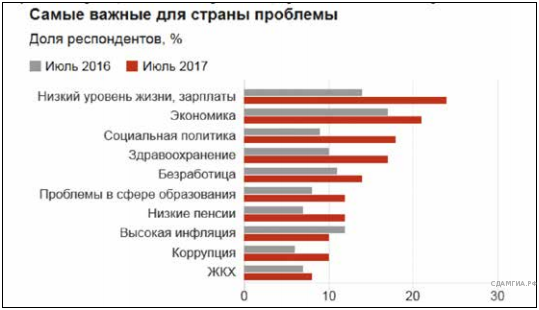 Самые важные для страны проблемы
Доля респондентов, %
Июль 2016 Июль 2017
Низкий уровень жизни, зарплаты
Экономика
Социальная политика
Здравоохранение
Безработица
Проблемы в сфере образования
Низкие пенсии
Высокая инфляция
Коррупция
ЖКХ
0 10 20 30
СДАМГИА.РФ